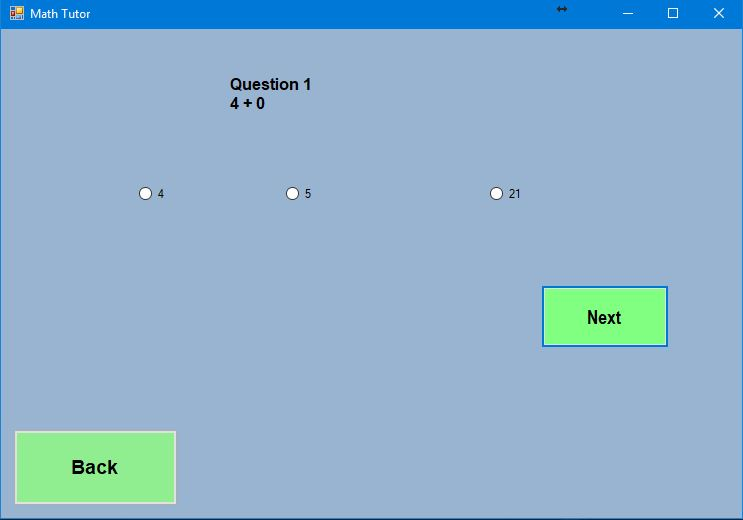 Math Tutor
Question 1
4 + 0
4
5
21
Next
Back